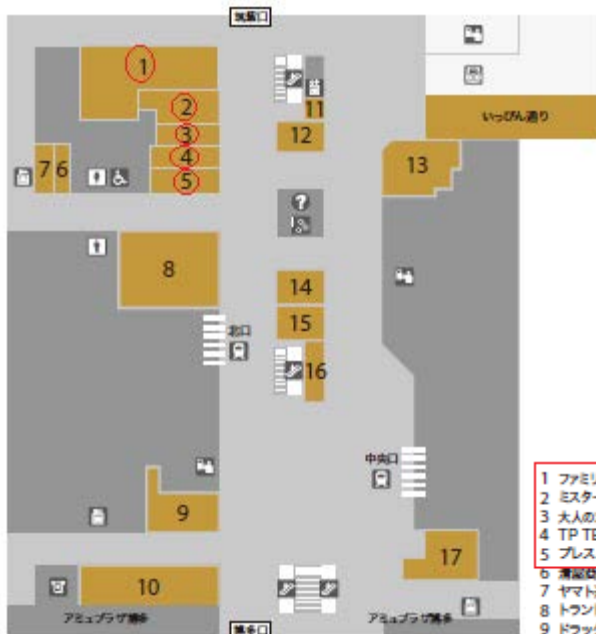 筑紫口
1
2
3
4
5
7 6
11
12
いっぴん通り
13
?
8
14
15
北口
16
中央口
9
17
10
アミュプラザ博多
アミュプラザ博多
博多口
1 ファミリ
2 ミスター
3 大人の
4 TP TE
5 プレス
6
7 ヤマト
8 トランド
9 ドラッグ